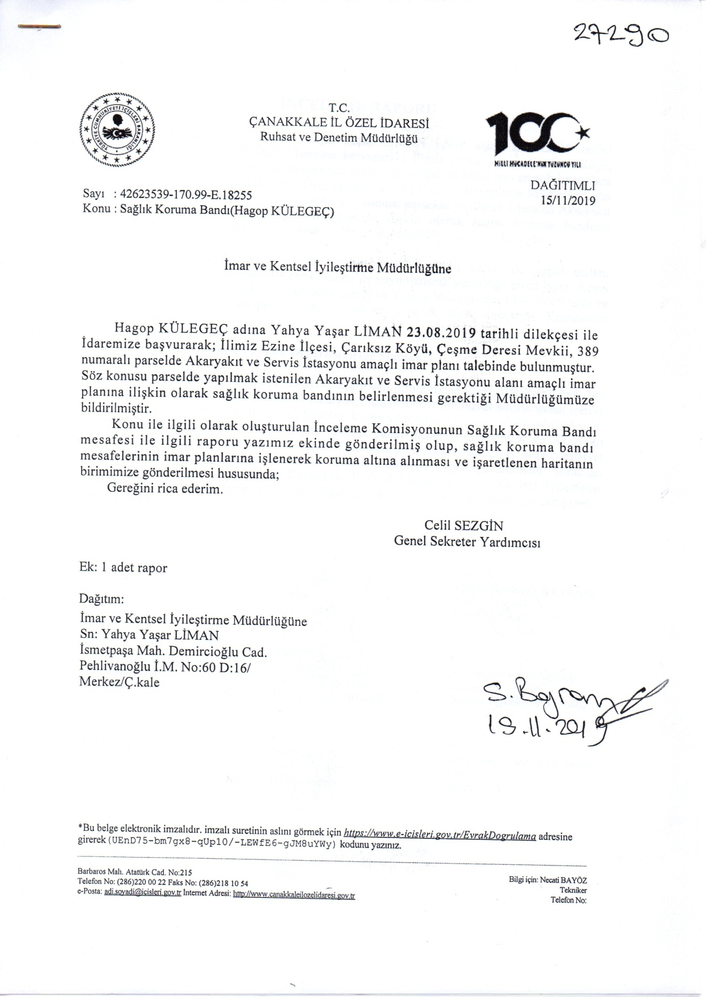 27290
TÜRKİYE CUMHURİYETİ İÇİŞLERİ BAKANLIĞI
T.C.
ÇANAKKALE İL ÖZEL İDARESİ
Ruhsat ve Denetim Müdürlüğü
100
MİLLİ MÜCADELE'NİN YÜZÜNCÜ YILI
DAĞITIMLI
Sayı : 42623539-170.99-E.18255
15/11/2019
Konu : Sağlık Koruma Bandı(Hagop KÜLEGEÇ)
İmar ve Kentsel İyileştirme Müdürlüğüne
Hagop KÜLEGEÇ adına Yahya Yaşar LİMAN 23.08.2019 tarihli dilekçesi ile
İdaremize başvurarak; İlimiz Ezine İlçesi, Çarıksız Köyü, Çeşme Deresi Mevkii, 389
numaralı parselde Akaryakıt ve Servis İstasyonu amaçlı imar planı talebinde bulunmuştur.
Söz konusu parselde yapılmak istenilen Akaryakıt ve Servis İstasyonu alanı amaçlı imar
planına ilişkin olarak sağlık koruma bandının belirlenmesi gerektiği Müdürlüğümüze
bildirilmiştir.
Konu ile ilgili olarak oluşturulan İnceleme Komisyonunun Sağlık Koruma Bandı
mesafesi ile ilgili raporu yazımız ekinde gönderilmiş olup, sağlık koruma bandı
mesafelerinin imar planlarına işlenerek koruma altına alınması ve işaretlenen haritanın
birimimize gönderilmesi hususunda;
Gereğini rica ederim.
Celil SEZGİN
Genel Sekreter Yardımcısı
Ek: 1 adet rapor
Dağıtım:
İmar ve Kentsel İyileştirme Müdürlüğüne
Sn: Yahya Yaşar LİMAN
İsmetpaşa Mah. Demircioğlu Cad.
Pehlivanoğlu İ.M. No:60 D:16/
Merkez/Ç.kale
S. Bayram
19.11.2019
*Bu belge elektronik imzalıdır. imzalı suretinin aslını görmek için https://www.e-icisleri.gov.tr/EvrakDogrulama adresine
girerek (UEnD75-bm7gx8-qUp10/-LEWfE6-gJM8uYWy) kodunu yazınız.
Barbaros Mah. Atatürk Cad. No:215
Telefon No: (286)220 00 22 Faks No: (286)218 10 54
e-Posta: adi.soyadi@icisleri.gov.tr İnternet Adresi: http://www.canakkaleilozelidaresi.gov.tr
Bilgi için: Necati BAYÖZ
Tekniker
Telefon No: